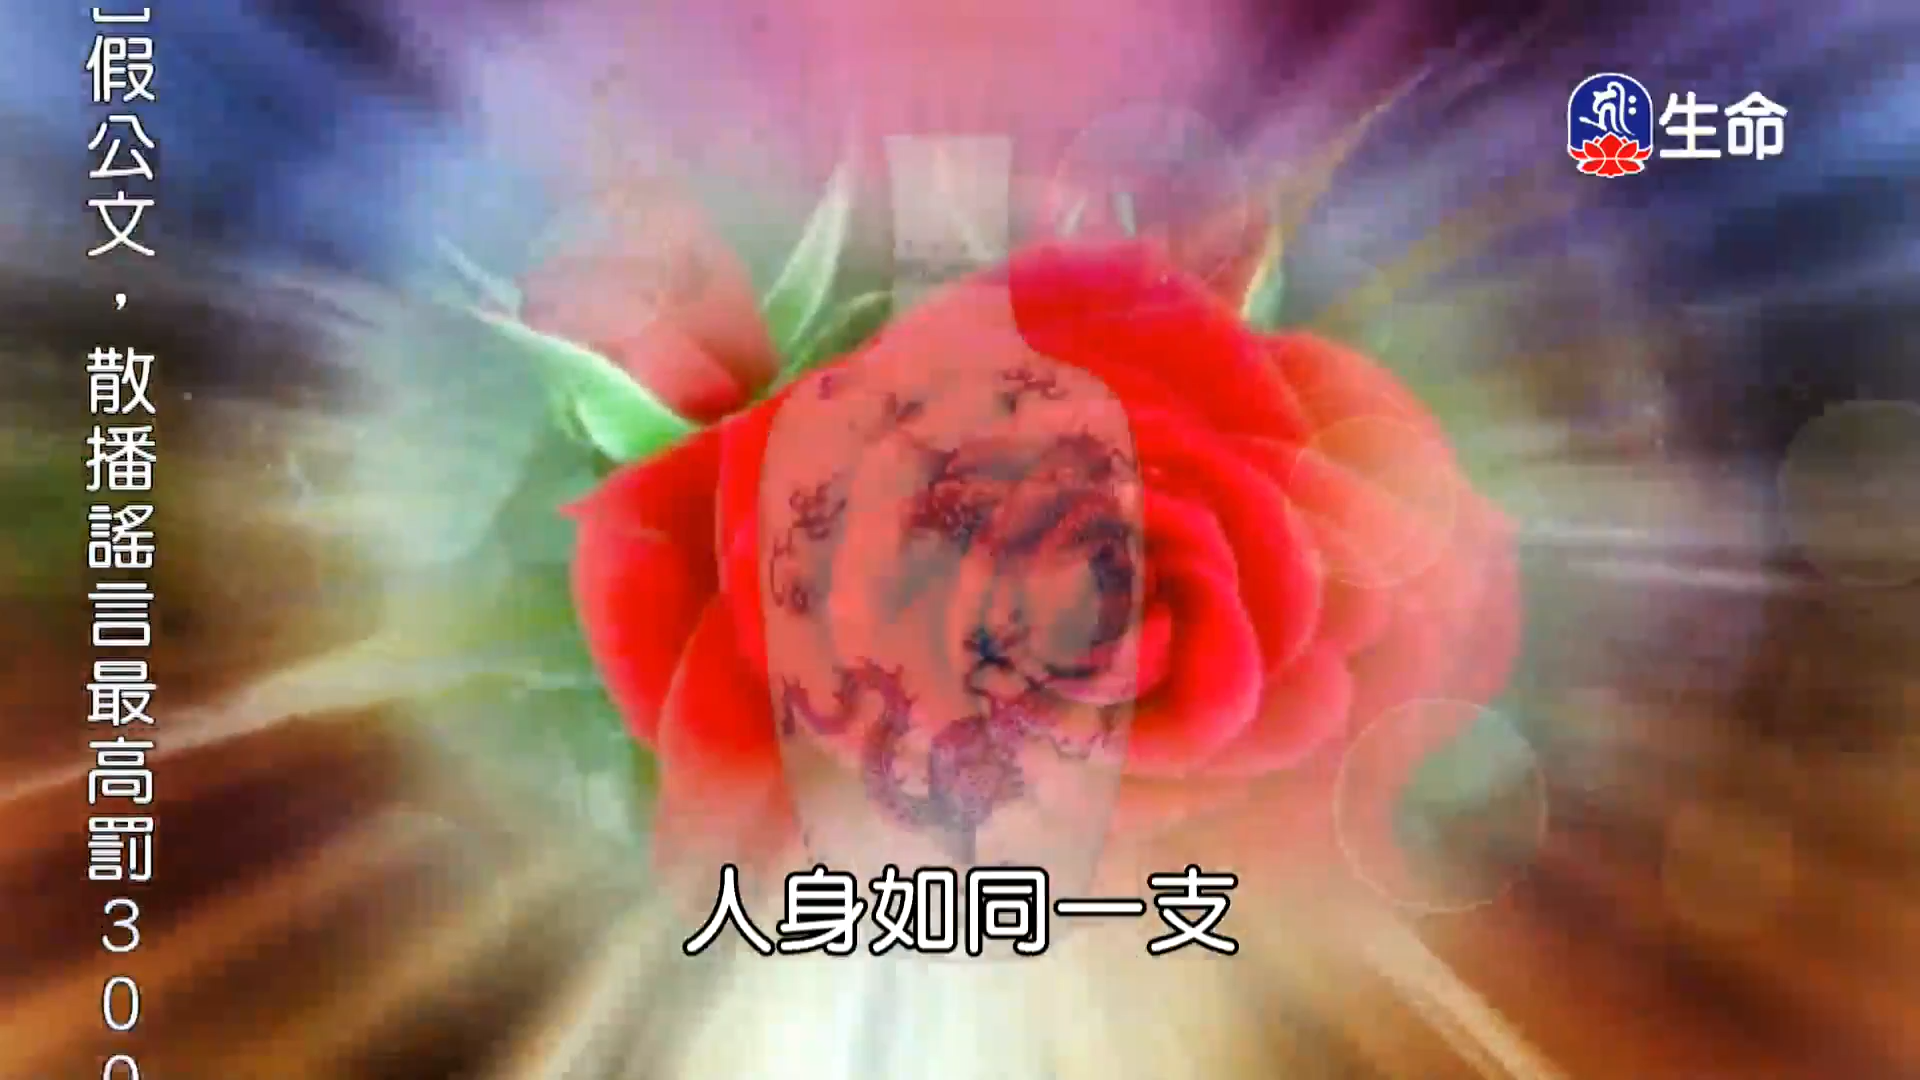 假公文，散播謠言最高罰30
生命
人身如同一支